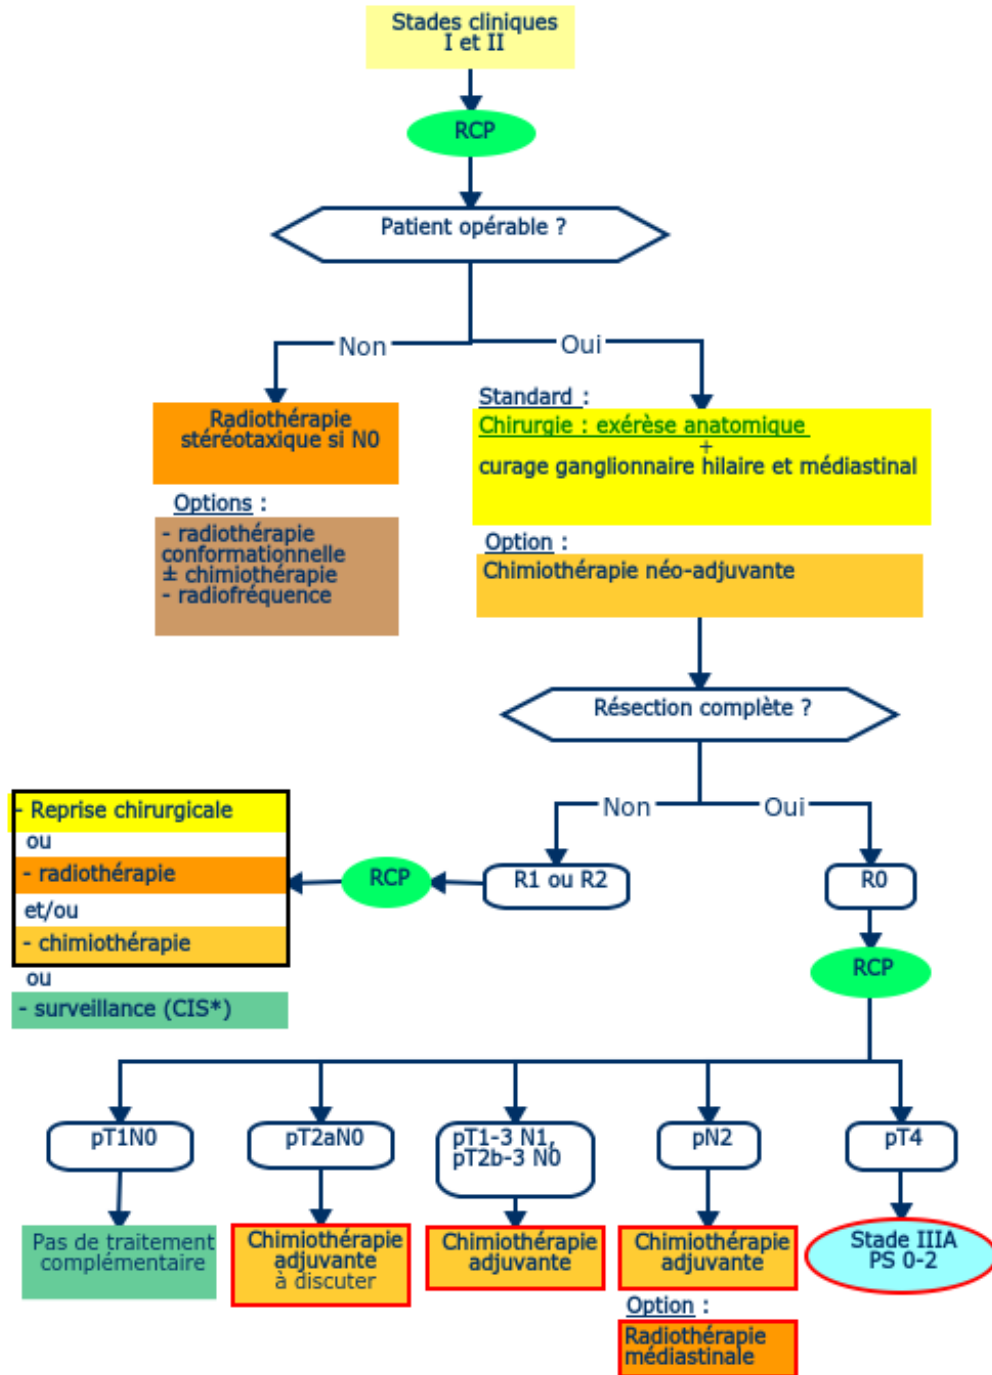 Stades cliniques
I et II
RCP
Patient opérable ?
Non
Oui
Radiothérapie
stéréotaxique si N0
Options :
- radiothérapie
conformationnelle
± chimiothérapie
- radiofréquence
Standard :
Chirurgie : exérèse anatomique
+
curage ganglionnaire hilaire et médiastinal
Option :
Chimiothérapie néo-adjuvante
Résection complète ?
Non
Oui
R1 ou R2
R0
RCP
- Reprise chirurgicale
ou
- radiothérapie
et/ou
- chimiothérapie
ou
- surveillance (CIS*)
RCP
pT1N0
pT2aN0
pT1-3 N1,
pT2b-3 N0
pN2
pT4
Pas de traitement
complémentaire
Chimiothérapie
adjuvante
à discuter
Chimiothérapie
adjuvante
Chimiothérapie
adjuvante
Option :
Radiothérapie
médiastinale
Stade IIIA
PS 0-2